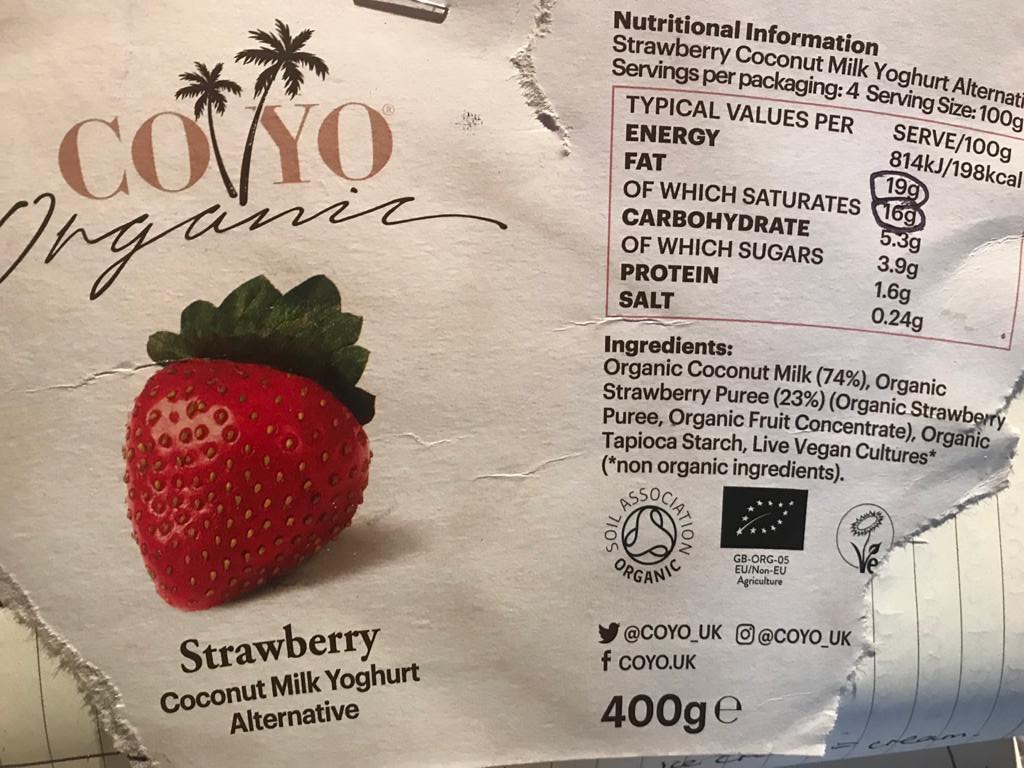 COYO®
Organic
Strawberry
Coconut Milk Yoghurt
Alternative
Nutritional Information
Strawberry Coconut Milk Yoghurt Alternati
Servings per packaging: 4 Serving Size: 100g
TYPICAL VALUES PER SERVE/100g
ENERGY 814kJ/198kcal
FAT 19g
OF WHICH SATURATES 16g
CARBOHYDRATE 5.3g
OF WHICH SUGARS 3.9g
PROTEIN 1.6g
SALT 0.24g
Ingredients:
Organic Coconut Milk (74%), Organic
Strawberry Puree (23%) (Organic Strawberry
Puree, Organic Fruit Concentrate), Organic
Tapioca Starch, Live Vegan Cultures*
(*non organic ingredients).
SOIL ASSOCIATION
ORGANIC
GB-ORG-05
EU/Non-EU
Agriculture
Ve
@COYO_UK @COYO_UK
f COYO.UK
400g e
= cream.